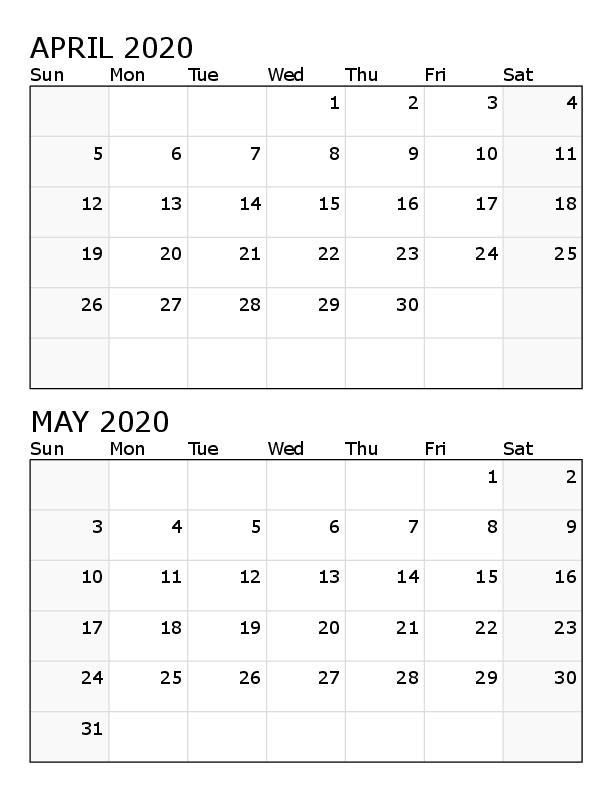 APRIL 2020
Sun Mon Tue Wed Thu Fri Sat
1 2 3 4
5 6 7 8 9 10 11
12 13 14 15 16 17 18
19 20 21 22 23 24 25
26 27 28 29 30
MAY 2020
Sun Mon Tue Wed Thu Fri Sat
1 2
3 4 5 6 7 8 9
10 11 12 13 14 15 16
17 18 19 20 21 22 23
24 25 26 27 28 29 30
31